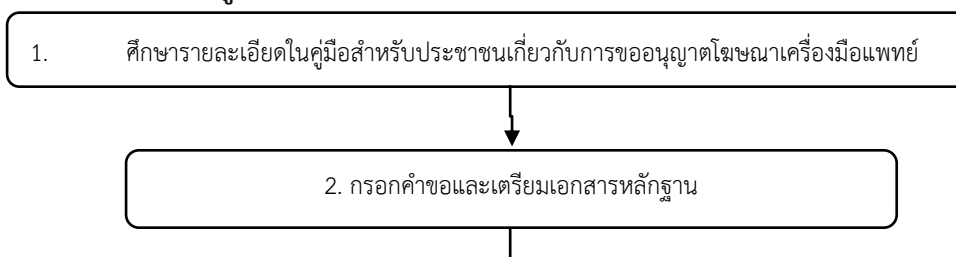 1. ศึกษารายละเอียดในคู่มือสำหรับประชาชนเกี่ยวกับการขออนุญาตโฆษณาเครื่องมือแพทย์
2. กรอกคำขอและเตรียมเอกสารหลักฐาน